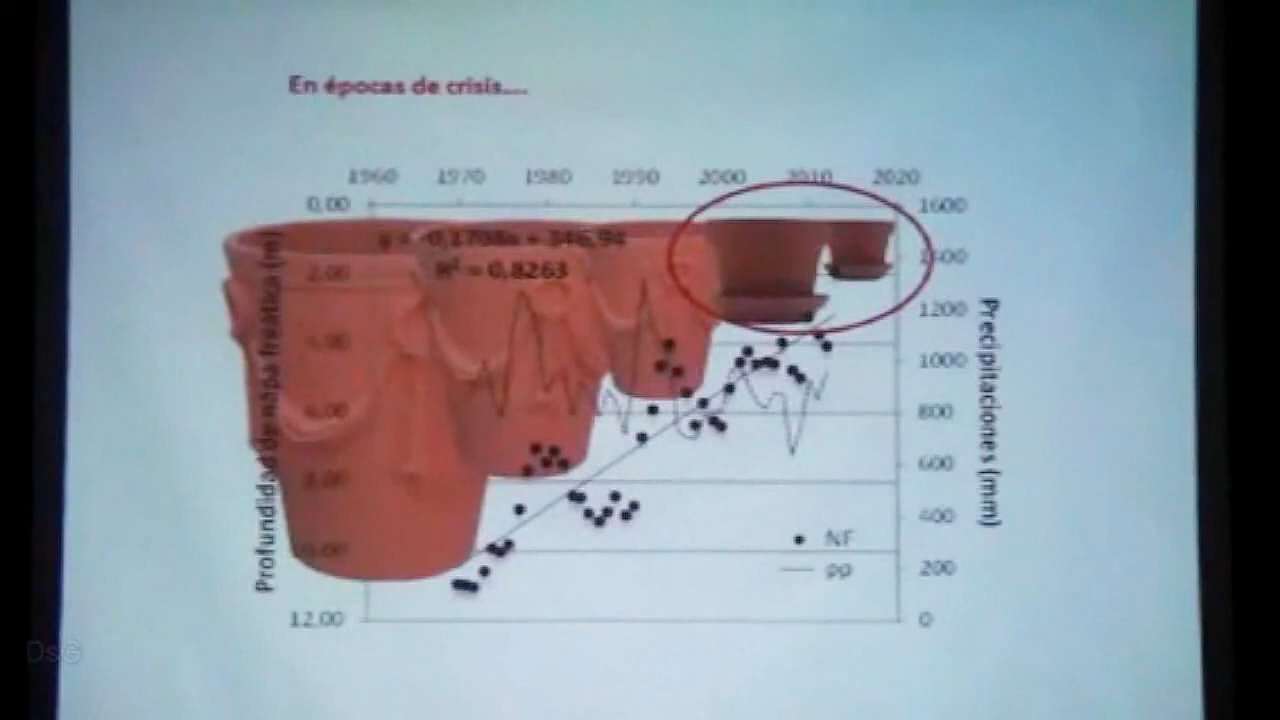 En épocas de crisis....
1960 1970 1980 1990 2000 2010 2020
0,00 1600
y = -0,1708x + 346,94
2,00 R² = 0,8263 1400
4,00 1200
1000
6,00 800
8,00 600
400
10,00 200
12,00 0
Profundidad de napa freática (m)
Precipitaciones (mm)
NF
pp
DsG